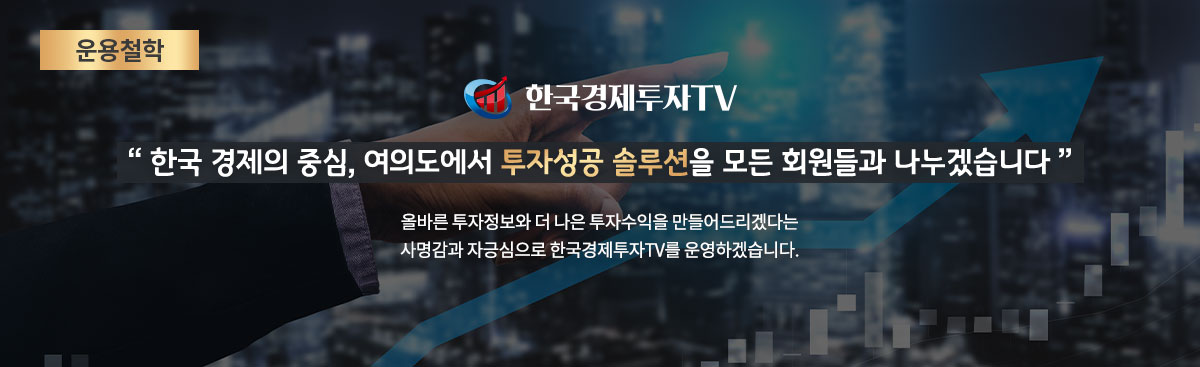 운용철학
한국경제투자TV
“ 한국 경제의 중심, 여의도에서 투자성공 솔루션을 모든 회원들과 나누겠습니다 ”
올바른 투자정보와 더 나은 투자수익을 만들어드리겠다는
사명감과 자긍심으로 한국경제투자TV를 운영하겠습니다.